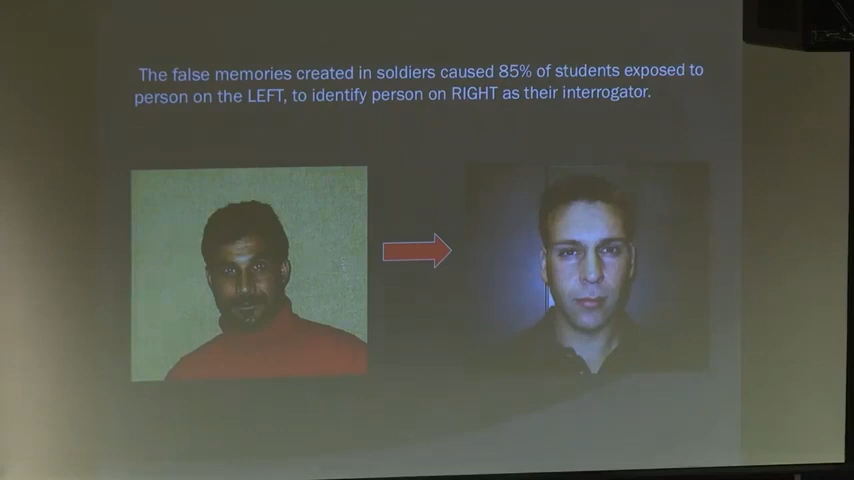 The false memories created in soldiers caused 85% of students exposed to
person on the LEFT, to identify person on RIGHT as their interrogator.